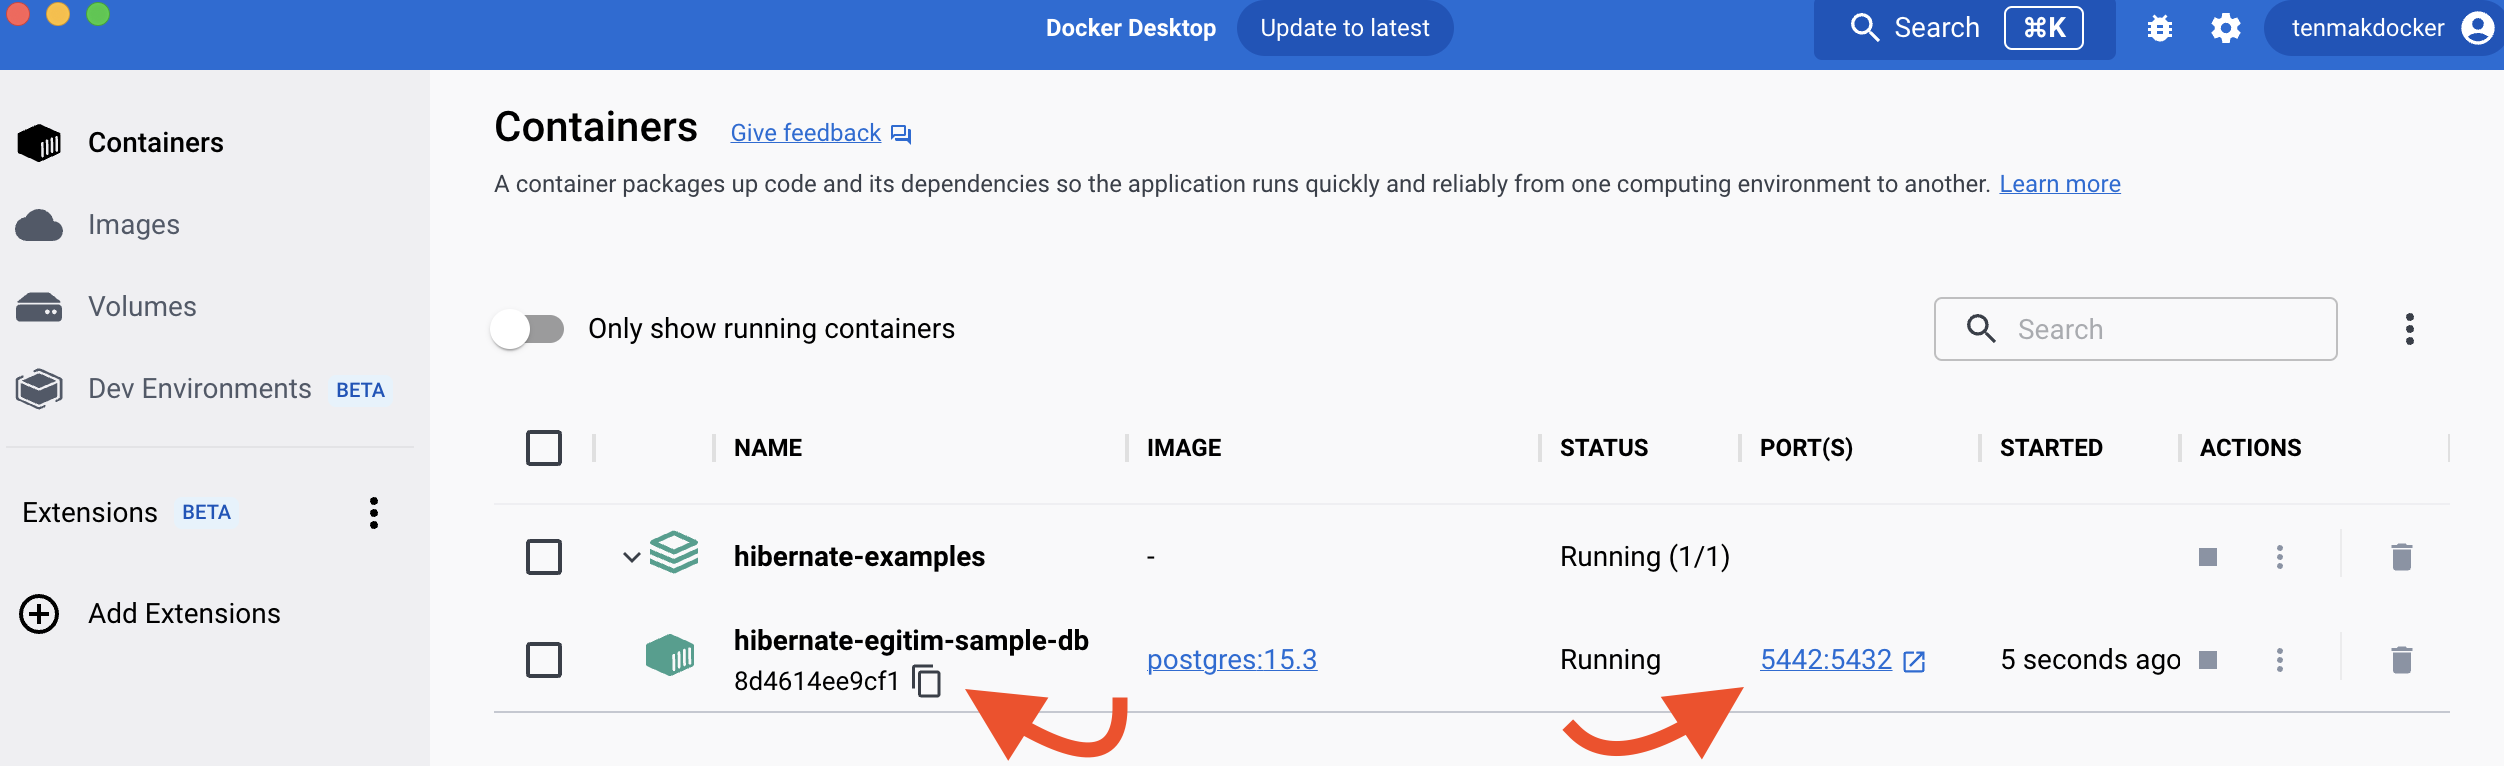 Docker Desktop Update to latest Search ⌘K tenmakdocker
Containers
Images
Volumes
Dev Environments BETA
Extensions BETA
Add Extensions
Containers Give feedback
A container packages up code and its dependencies so the application runs quickly and reliably from one computing environment to another. Learn more
Only show running containers Search
NAME IMAGE STATUS PORT(S) STARTED ACTIONS
hibernate-examples - Running (1/1)
hibernate-egitim-sample-db
8d4614ee9cf1 postgres:15.3 Running 5442:5432 5 seconds ago